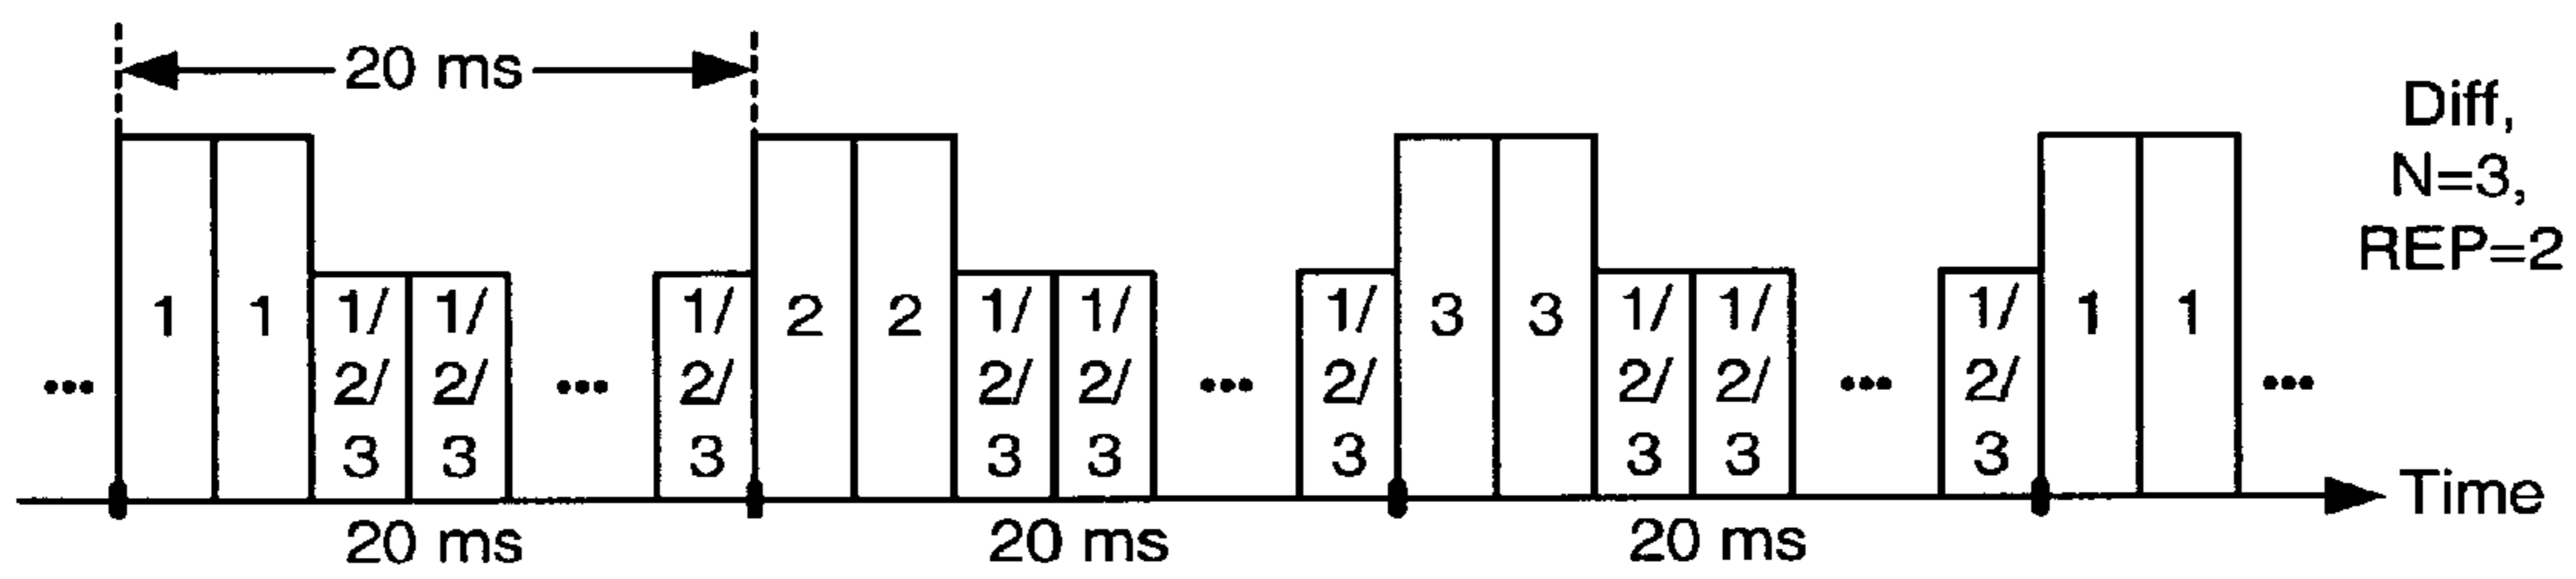 20 ms
Diff,
N=3,
REP=2
1 1 1/ 1/ ... 1/ 2 2 1/ 1/ ... 1/ 3 3 1/ 1/ ... 1/ 1 1
... 2/ 2/ 2/ 2/ 2/ 2/ 2/ 2/ 2/ ...
3 3 3 3 3 3 3 3 3
Time
20 ms 20 ms 20 ms